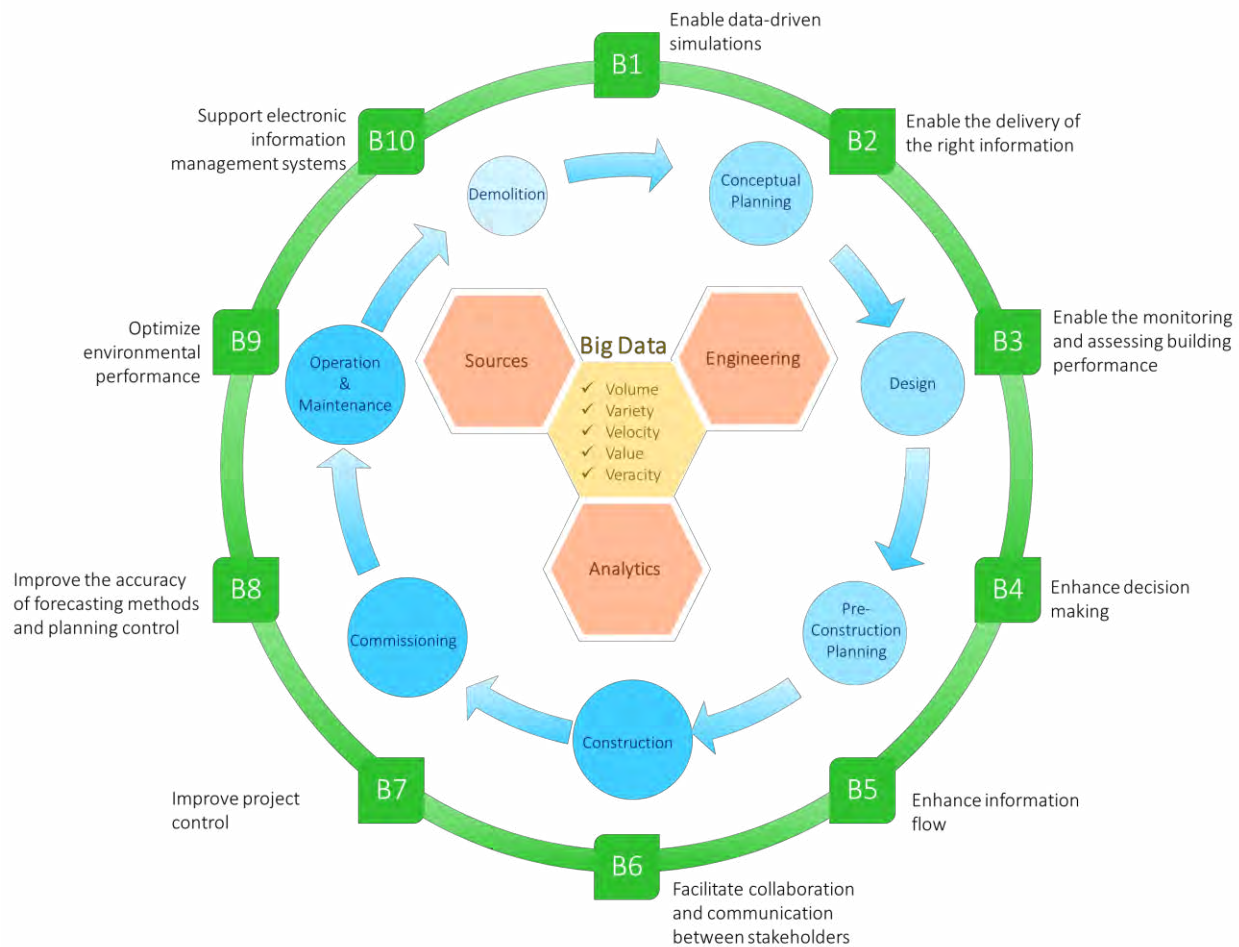 B1
Enable data-driven
simulations
B2
Enable the delivery of
the right information
B3
Enable the monitoring
and assessing building
performance
B4
Enhance decision
making
B5
Enhance information
flow
B6
Facilitate collaboration
and communication
between stakeholders
B7
Improve project
control
B8
Improve the accuracy
of forecasting methods
and planning control
B9
Optimize
environmental
performance
B10
Support electronic
information
management systems
Conceptual
Planning
Design
Pre-
Construction
Planning
Construction
Commissioning
Operation
&
Maintenance
Demolition
Big Data
✓ Volume
✓ Variety
✓ Velocity
✓ Value
✓ Veracity
Sources
Engineering
Analytics